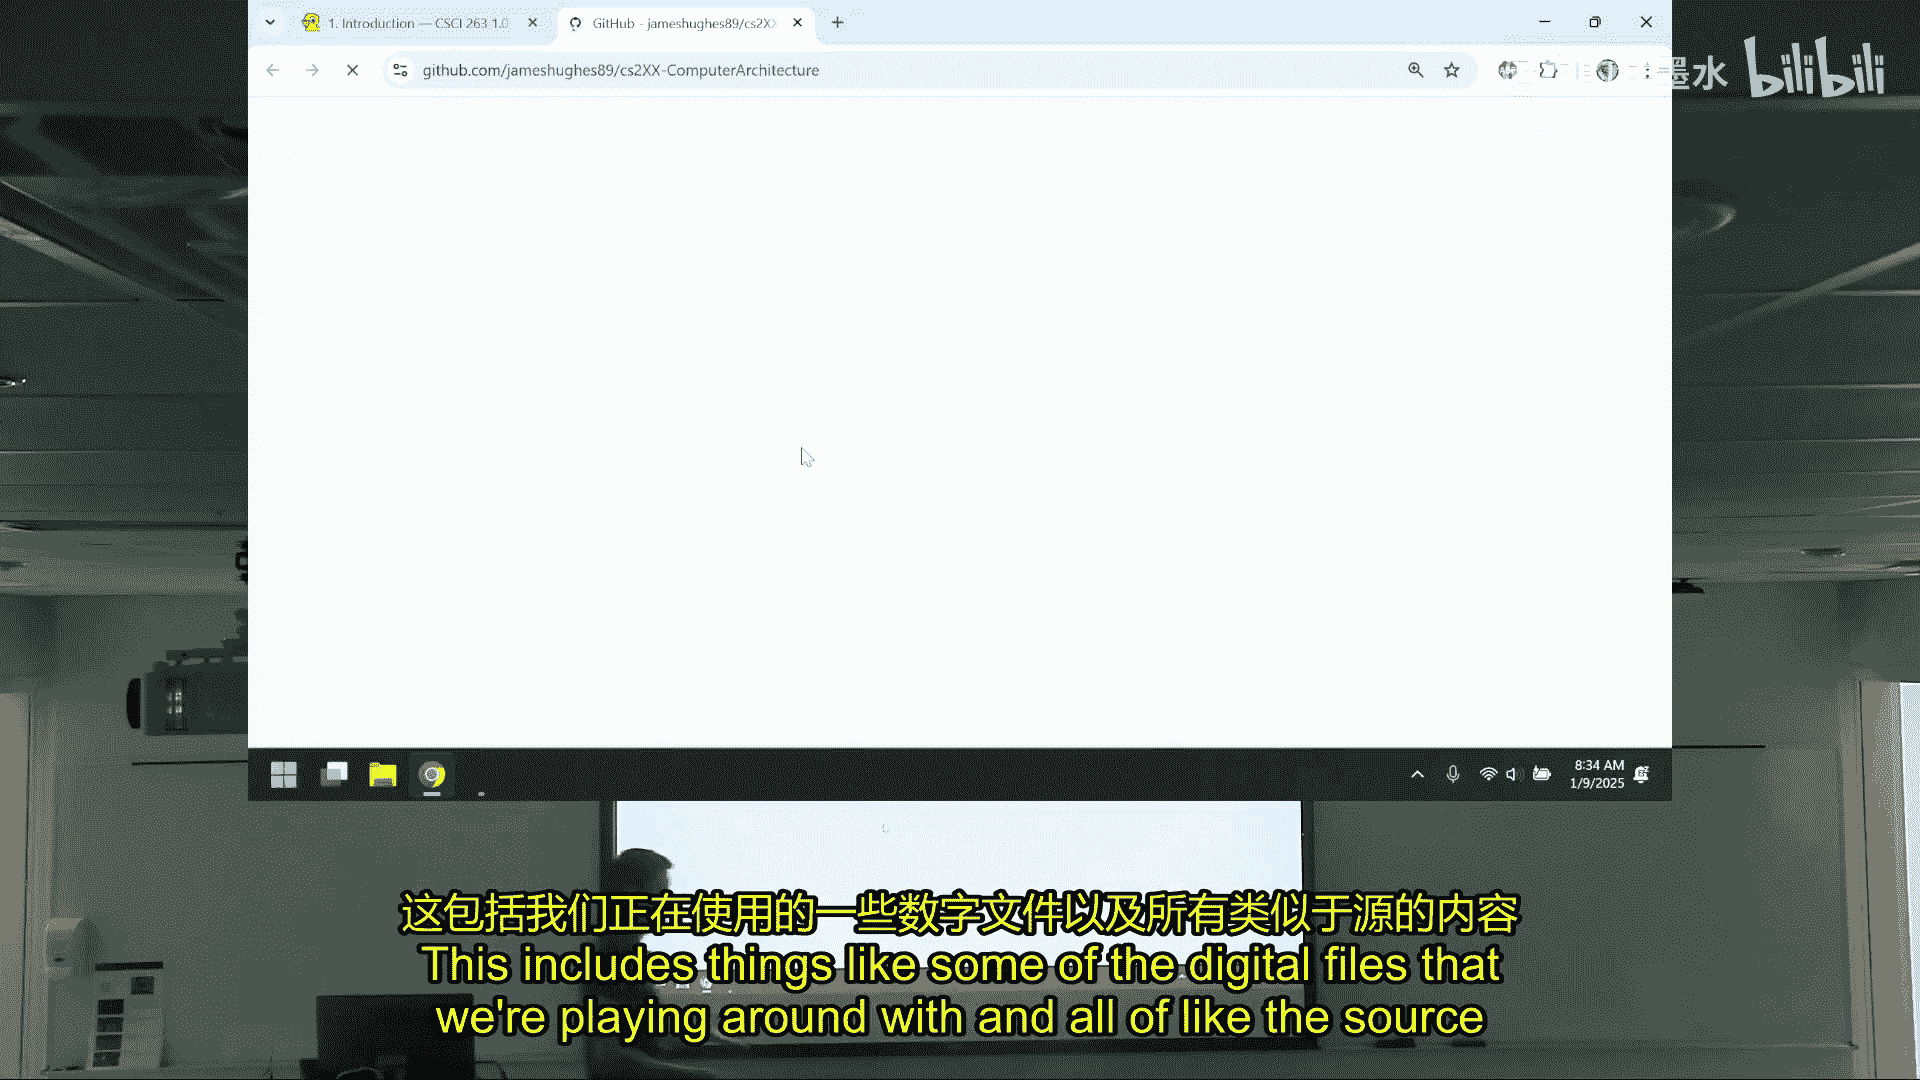 1. Introduction — CSCI 263 1.0
GitHub - jameshughes89/cs2XX
github.com/jameshughes89/cs2XX-ComputerArchitecture
墨水 bilibili
8:34 AM
1/9/2025
这包括我们正在使用的一些数字文件以及所有类似于源的内容
This includes things like some of the digital files that
we're playing around with and all of like the source